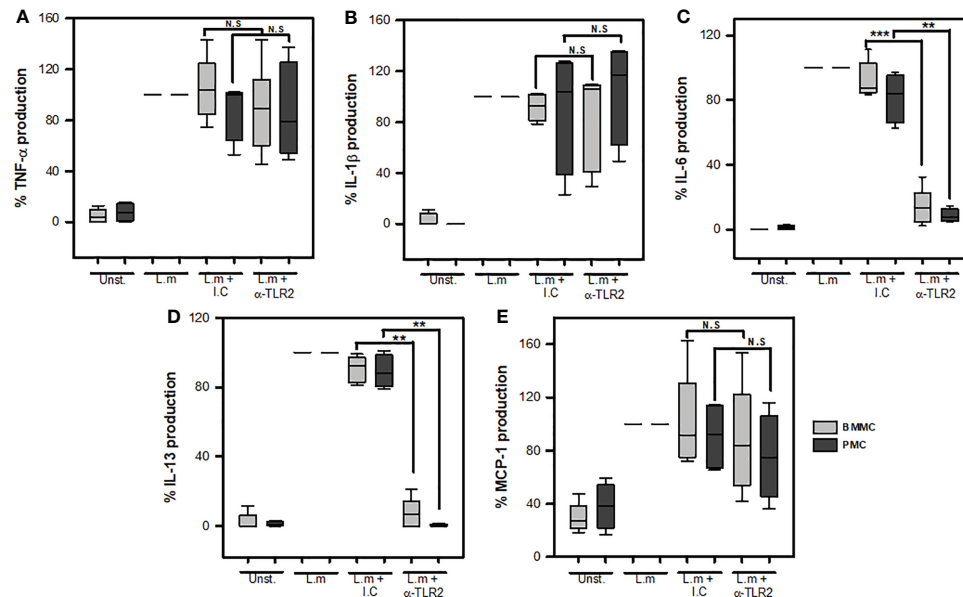 A
% TNF-α production
160
120
80
40
0
N.S
N.S
Unst.
L.m
L.m +
I.C
L.m +
α-TLR2
B
% IL-1β production
160
120
80
40
0
N.S
N.S
Unst.
L.m
L.m +
I.C
L.m +
α-TLR2
C
% IL-6 production
120
80
40
0
***
**
Unst.
L.m
L.m +
I.C
L.m +
α-TLR2
D
% IL-13 production
120
80
40
0
**
**
Unst.
L.m
L.m +
I.C
L.m +
α-TLR2
E
% MCP-1 production
180
160
120
80
40
0
N.S
N.S
Unst.
L.m
L.m +
I.C
L.m +
α-TLR2
BMMC
PMC